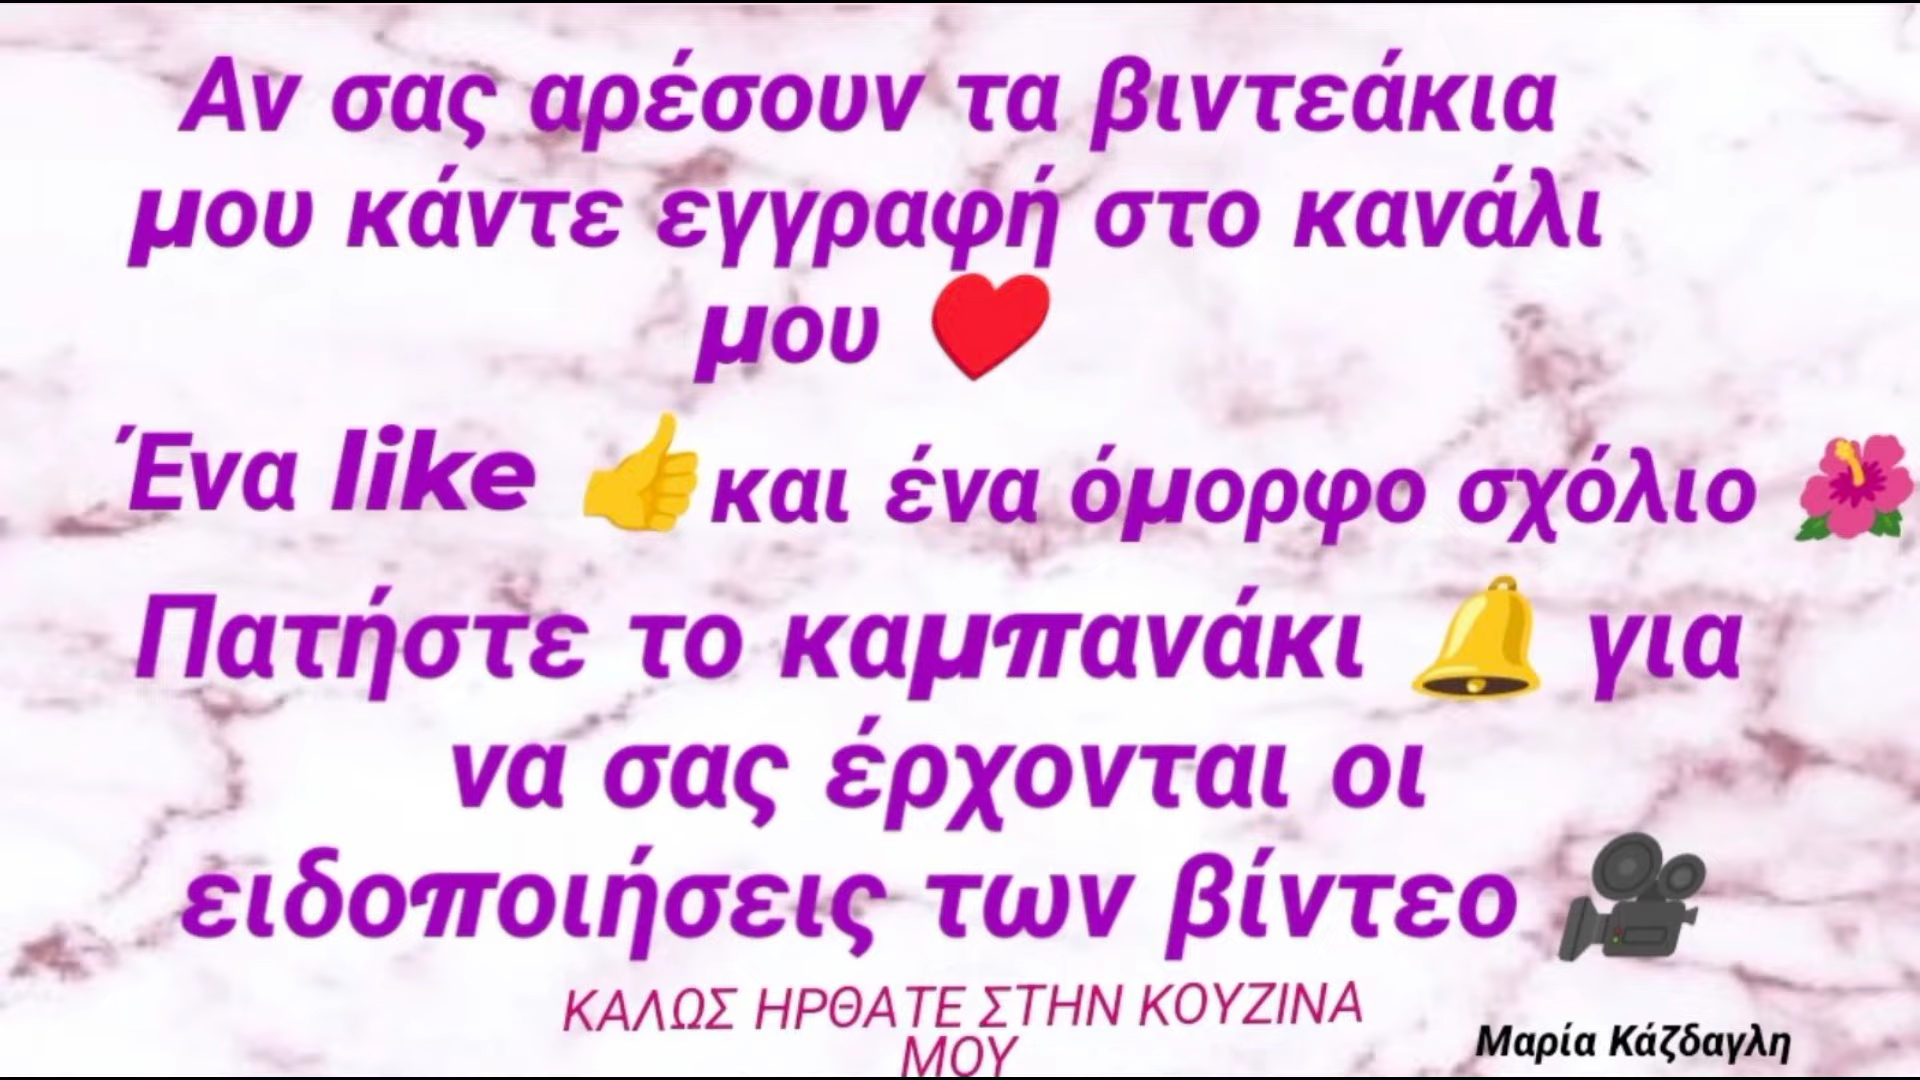 Αν σας αρέσουν τα βιντεάκια
μου κάντε εγγραφή στο κανάλι
μου ♥️
Ένα like 👍και ένα όμορφο σχόλιο 🌺
Πατήστε το καμπανάκι 🔔 για
να σας έρχονται οι
ειδοποιήσεις των βίντεο 🎥
ΚΑΛΩΣ ΗΡΘΑΤΕ ΣΤΗΝ ΚΟΥΖΙΝΑ
ΜΟΥ
Μαρία Κάζδαγλη